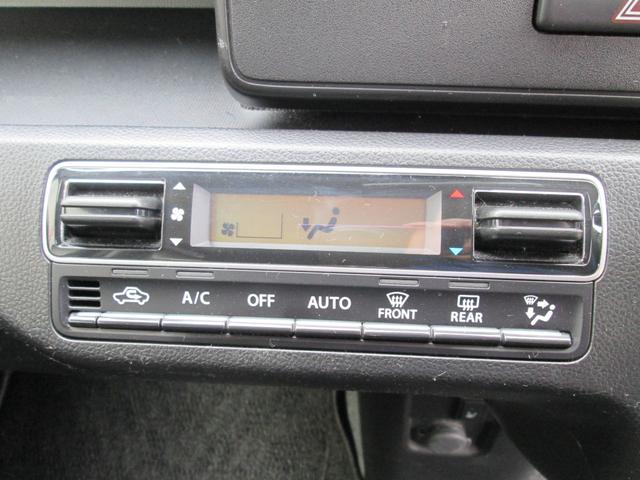 A/C OFF AUTO FRONT REAR